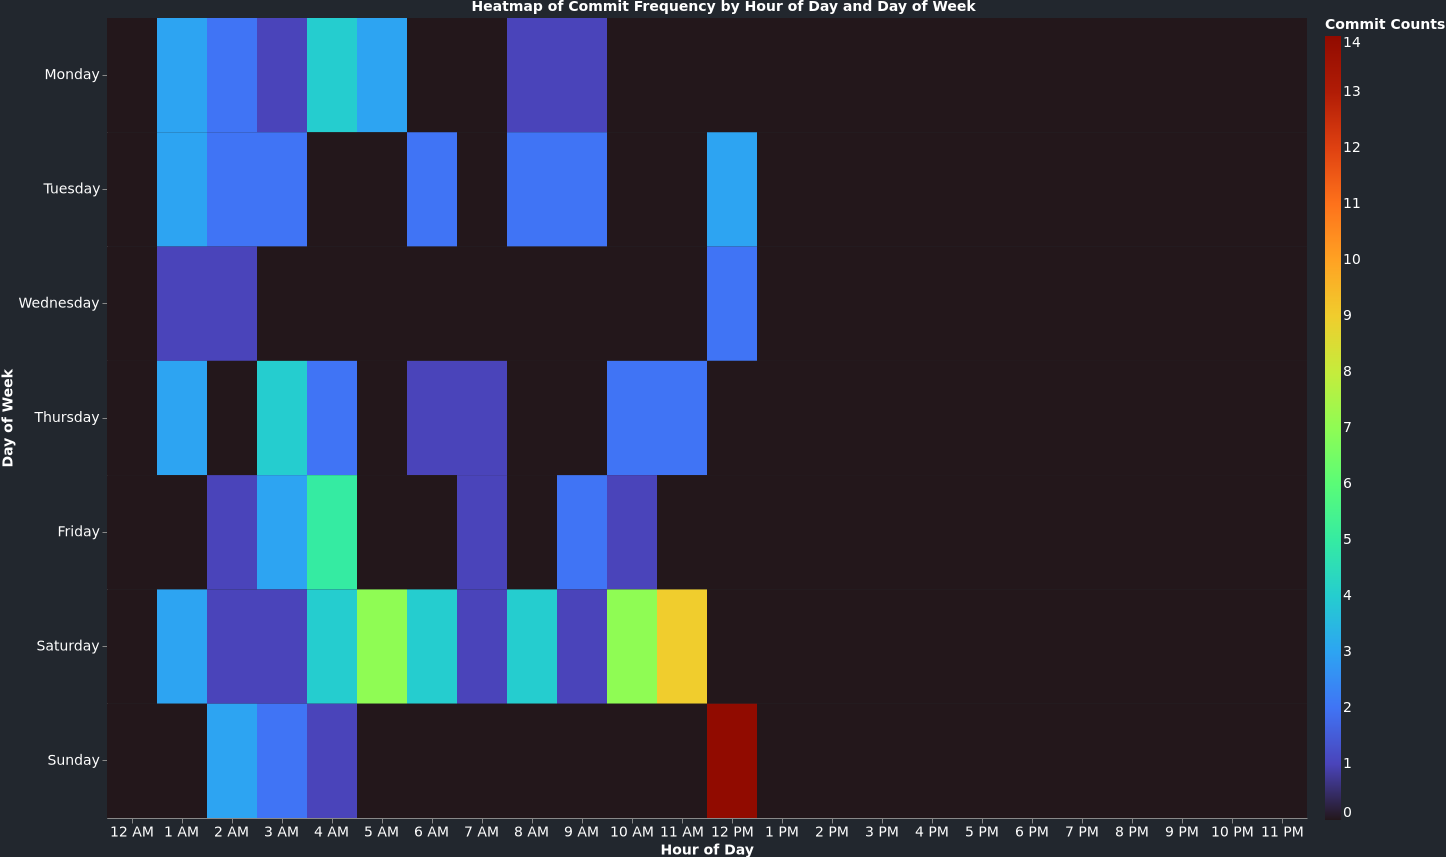 Heatmap of Commit Frequency by Hour of Day and Day of Week
Commit Counts
14
13
12
11
10
9
8
7
6
5
4
3
2
1
0
Day of Week
Monday
Tuesday
Wednesday
Thursday
Friday
Saturday
Sunday
12 AM 1 AM 2 AM 3 AM 4 AM 5 AM 6 AM 7 AM 8 AM 9 AM 10 AM 11 AM 12 PM 1 PM 2 PM 3 PM 4 PM 5 PM 6 PM 7 PM 8 PM 9 PM 10 PM 11 PM
Hour of Day